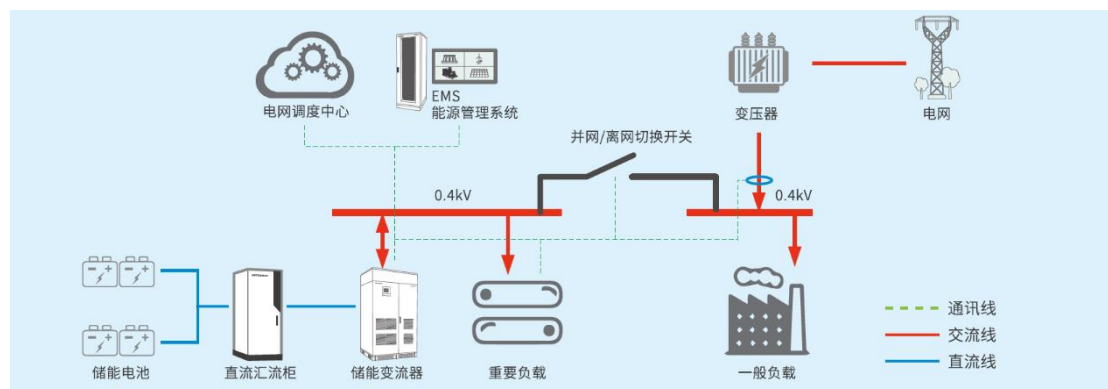 电网调度中心
EMS
能源管理系统
变压器
电网
并网/离网切换开关
0.4kV
0.4kV
储能电池
直流汇流柜
储能变流器
重要负载
一般负载
通讯线
交流线
直流线